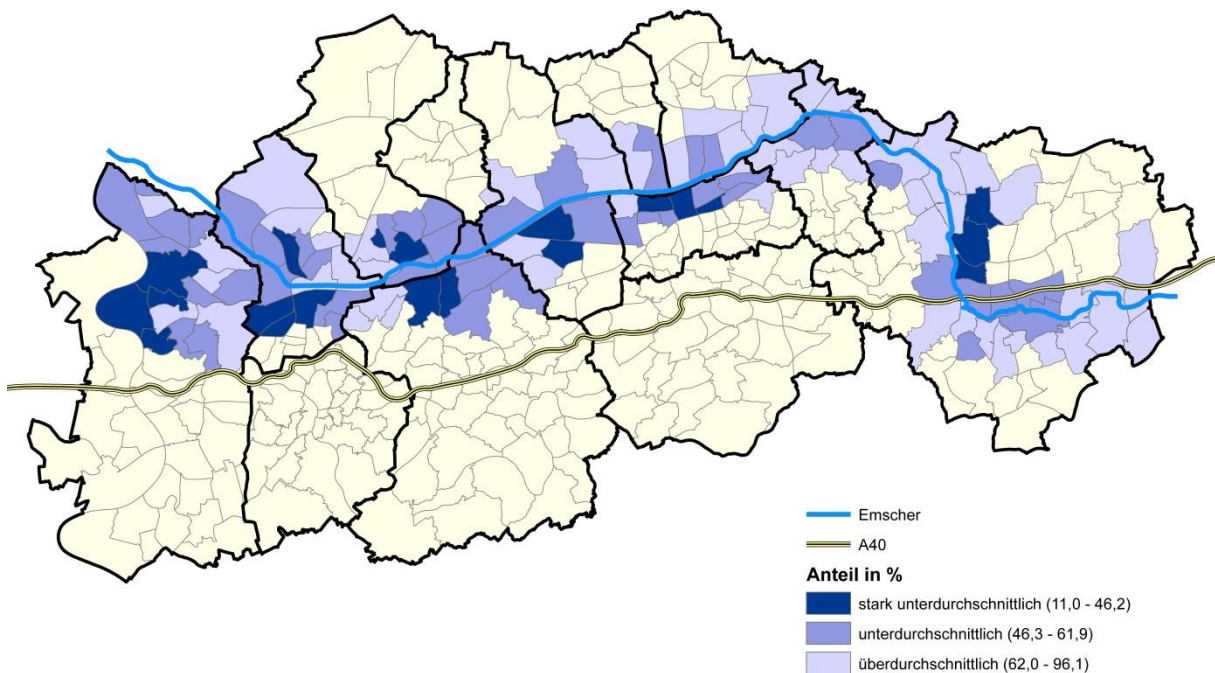 Emscher
A40
Anteil in %
stark unterdurchschnittlich (11,0 - 46,2)
unterdurchschnittlich (46,3 - 61,9)
überdurchschnittlich (62,0 - 96,1)